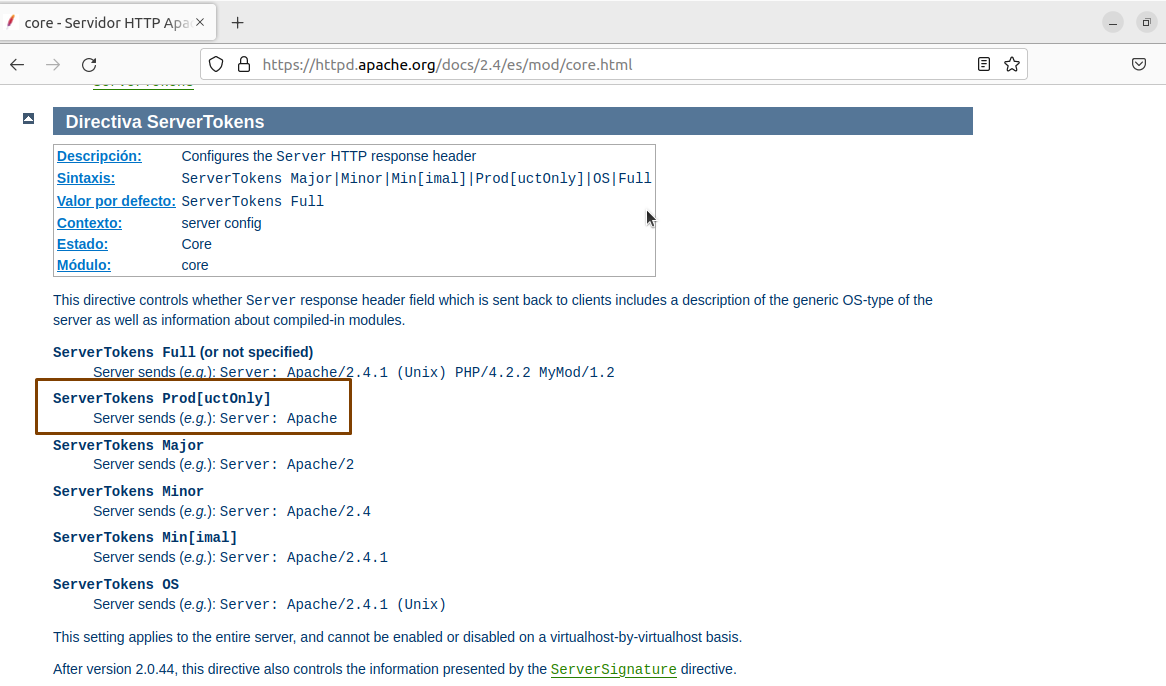 core - Servidor HTTP Apa
https://httpd.apache.org/docs/2.4/es/mod/core.html
ServerTokens
Directiva ServerTokens
Descripción: Configures the Server HTTP response header
Sintaxis: ServerTokens Major|Minor|Min[imal]|Prod[uctOnly]|OS|Full
Valor por defecto: ServerTokens Full
Contexto: server config
Estado: Core
Módulo: core
This directive controls whether Server response header field which is sent back to clients includes a description of the generic OS-type of the
server as well as information about compiled-in modules.
ServerTokens Full (or not specified)
Server sends (e.g.): Server: Apache/2.4.1 (Unix) PHP/4.2.2 MyMod/1.2
ServerTokens Prod[uctOnly]
Server sends (e.g.): Server: Apache
ServerTokens Major
Server sends (e.g.): Server: Apache/2
ServerTokens Minor
Server sends (e.g.): Server: Apache/2.4
ServerTokens Min[imal]
Server sends (e.g.): Server: Apache/2.4.1
ServerTokens OS
Server sends (e.g.): Server: Apache/2.4.1 (Unix)
This setting applies to the entire server, and cannot be enabled or disabled on a virtualhost-by-virtualhost basis.
After version 2.0.44, this directive also controls the information presented by the ServerSignature directive.